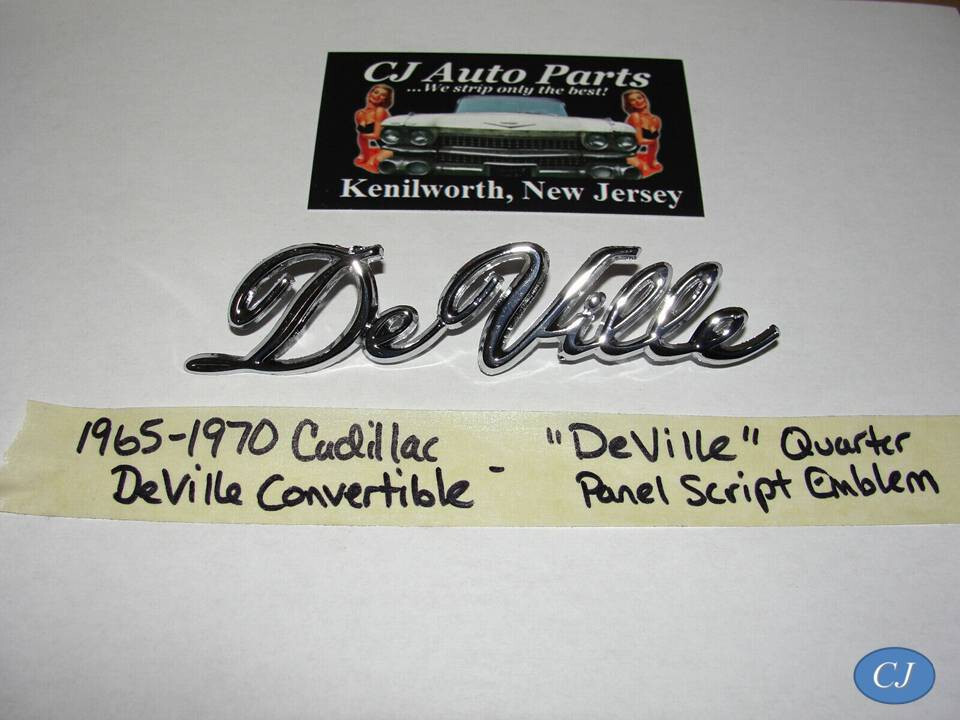 CJ Auto Parts
...We strip only the best!
Kenilworth, New Jersey
DeVille
1965-1970 Cadillac
DeVille Convertible - "DeVille" Quarter
Panel Script Emblem
CJ